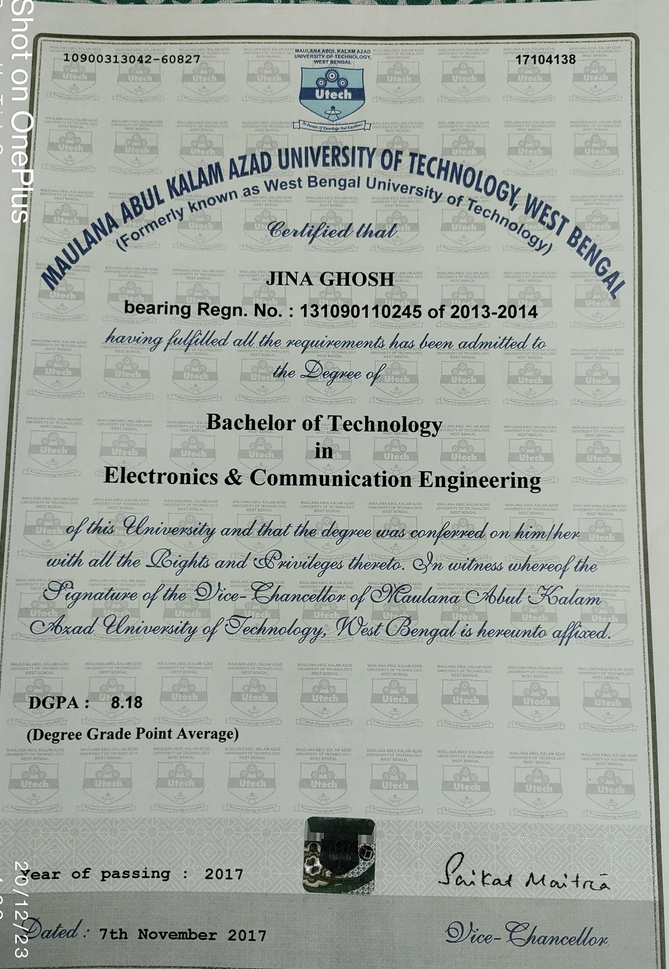 10900313042-60827
17104138
MAULANA ABUL KALAM AZAD
UNIVERSITY OF TECHNOLOGY,
WEST BENGAL
Utech
MAULANA ABUL KALAM AZAD UNIVERSITY OF TECHNOLOGY, WEST BENGAL
(Formerly known as West Bengal University of Technology)
Certified that
JINA GHOSH
bearing Regn. No. : 131090110245 of 2013-2014
having fulfilled all the requirements has been admitted to
the Degree of
Bachelor of Technology
in
Electronics & Communication Engineering
of this University and that the degree was conferred on him/her
with all the Rights and Privileges thereto. In witness whereof the
Signature of the Vice-Chancellor of Maulana Abul Kalam
Azad University of Technology, West Bengal is hereunto affixed.
DGPA : 8.18
(Degree Grade Point Average)
Year of passing : 2017
Saikat Maitra
Dated : 7th November 2017
Vice-Chancellor
Shot on OnePlus
20/12/23